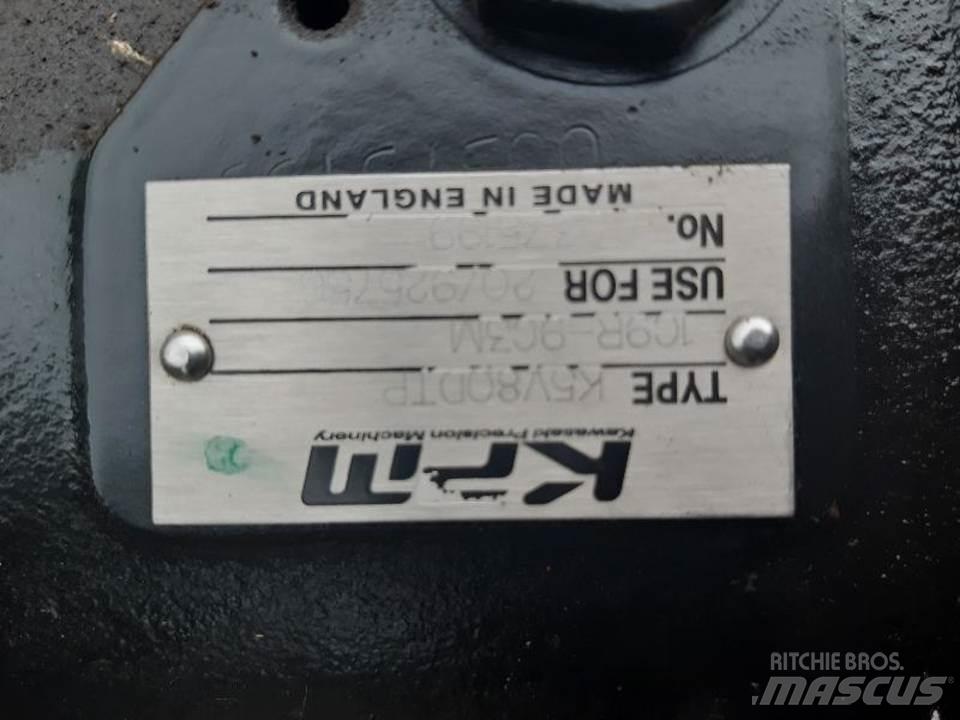 KPM
Kawasaki Precision Machinery
TYPE K5V80DTP
1C9R-9C3M
USE FOR 20/925756
No.
MADE IN ENGLAND
RITCHIE BROS.
MASCUS